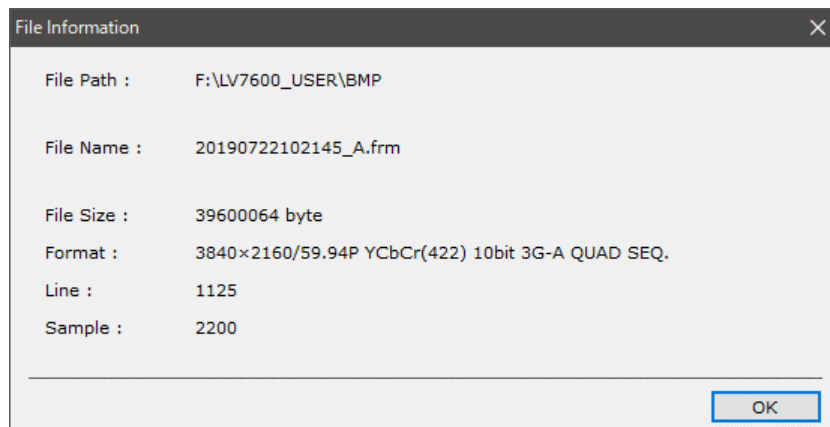 File Information
File Path : F:\LV7600_USER\BMP
File Name : 20190722102145_A.frm
File Size : 39600064 byte
Format : 3840×2160/59.94P YCbCr(422) 10bit 3G-A QUAD SEQ.
Line : 1125
Sample : 2200
OK